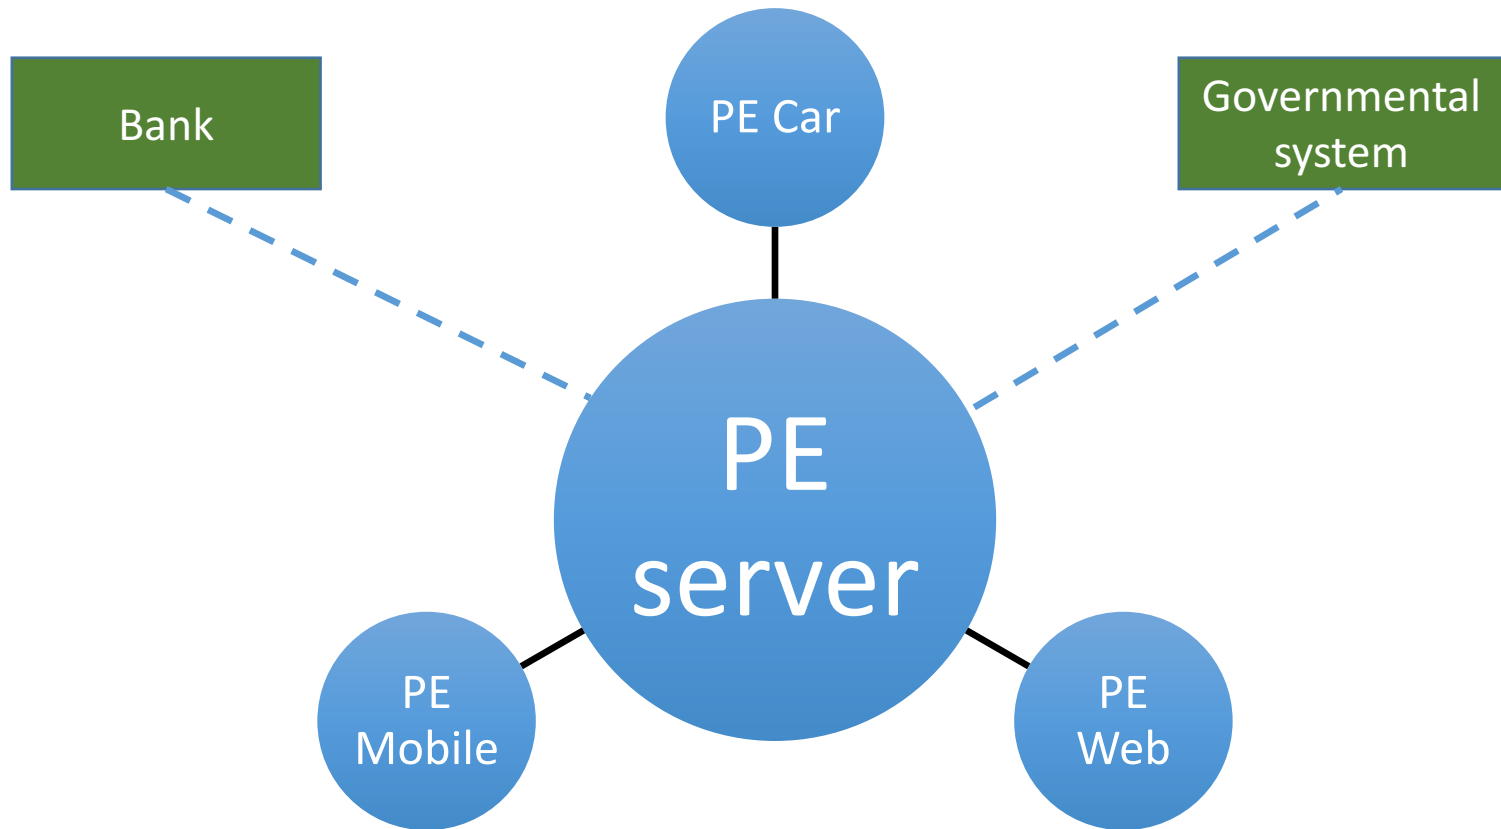 Bank
PE Car
Governmental
system
PE
server
PE
Mobile
PE
Web